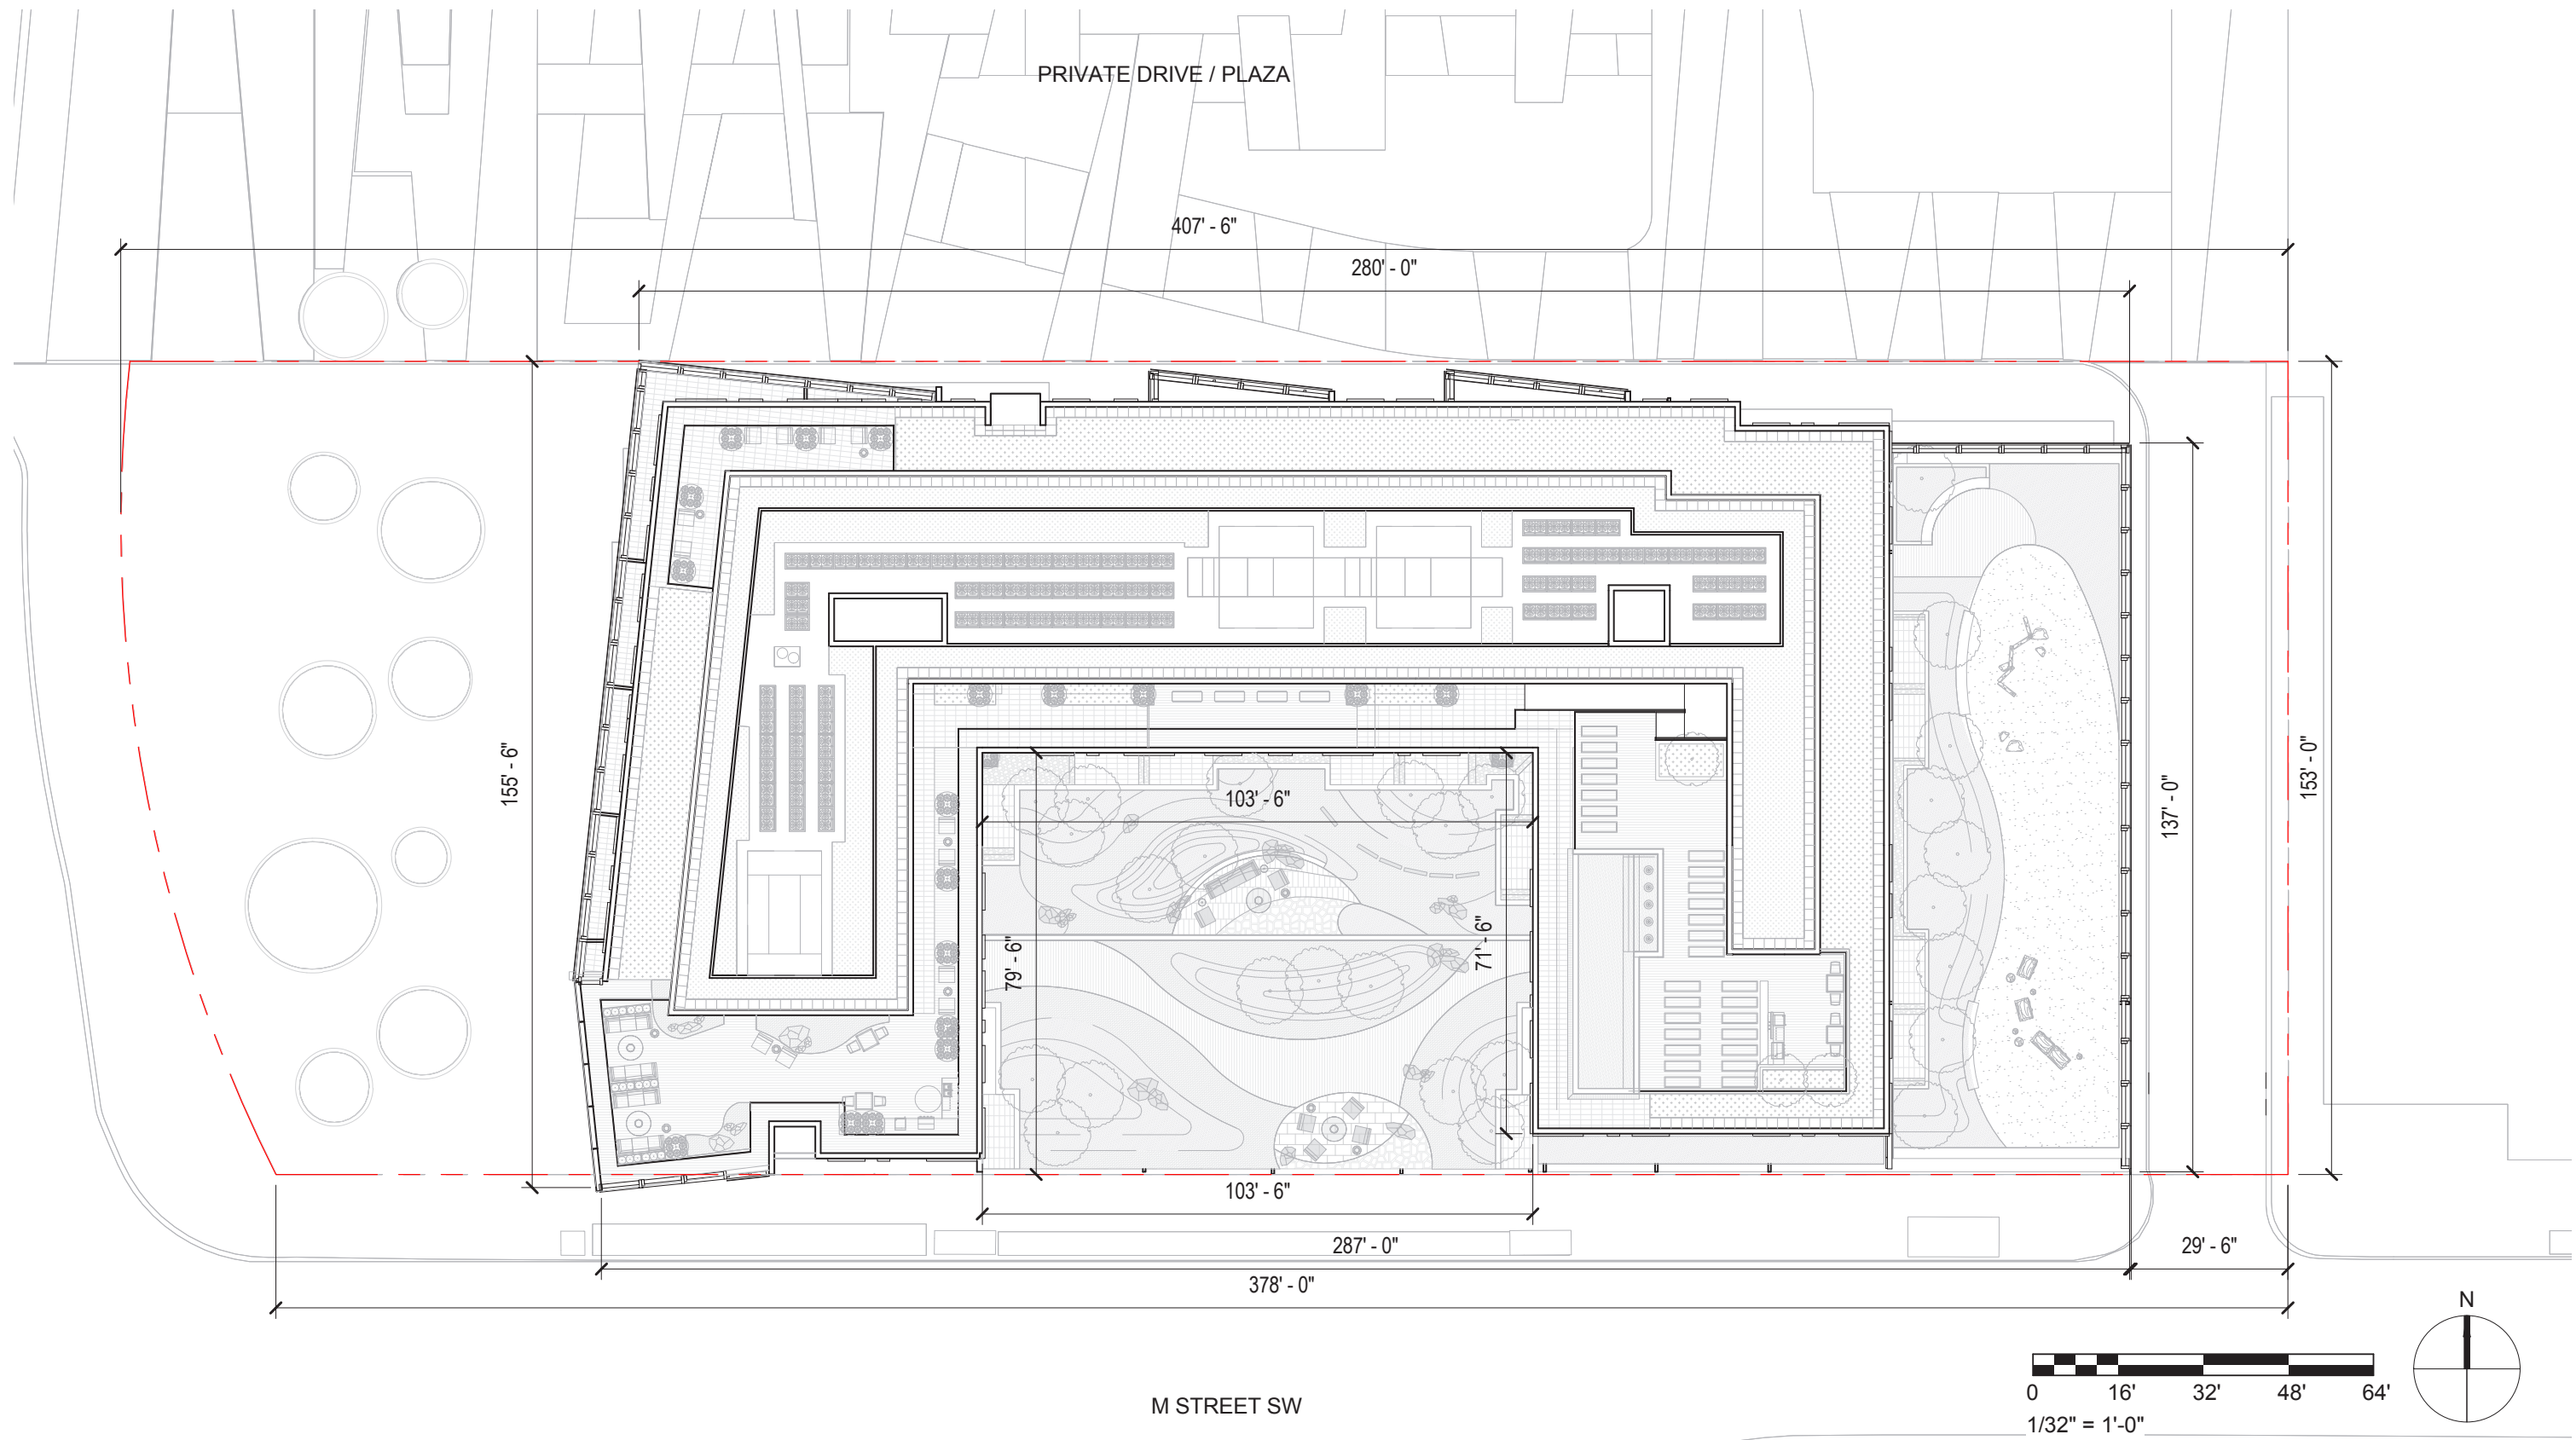 PRIVATE DRIVE / PLAZA
407' - 6"
280' - 0"
155' - 6"
103' - 6"
79' - 6"
71' - 6"
137' - 0"
153' - 0"
103' - 6"
287' - 0"
29' - 6"
378' - 0"
N
0 16' 32' 48' 64'
1/32" = 1'-0"
M STREET SW